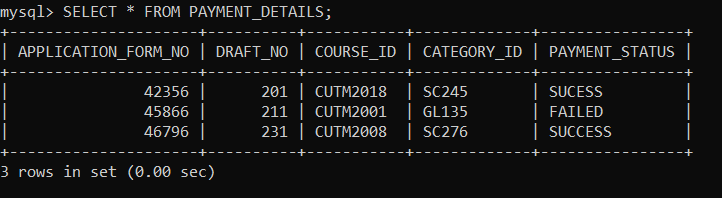 mysql> SELECT * FROM PAYMENT_DETAILS;
+---------------------+----------+-----------+-------------+----------------+
| APPLICATION_FORM_NO | DRAFT_NO | COURSE_ID | CATEGORY_ID | PAYMENT_STATUS |
+---------------------+----------+-----------+-------------+----------------+
|               42356 |      201 | CUTM2018  | SC245       | SUCESS         |
|               45866 |      211 | CUTM2001  | GL135       | FAILED         |
|               46796 |      231 | CUTM2008  | SC276       | SUCCESS        |
+---------------------+----------+-----------+-------------+----------------+
3 rows in set (0.00 sec)